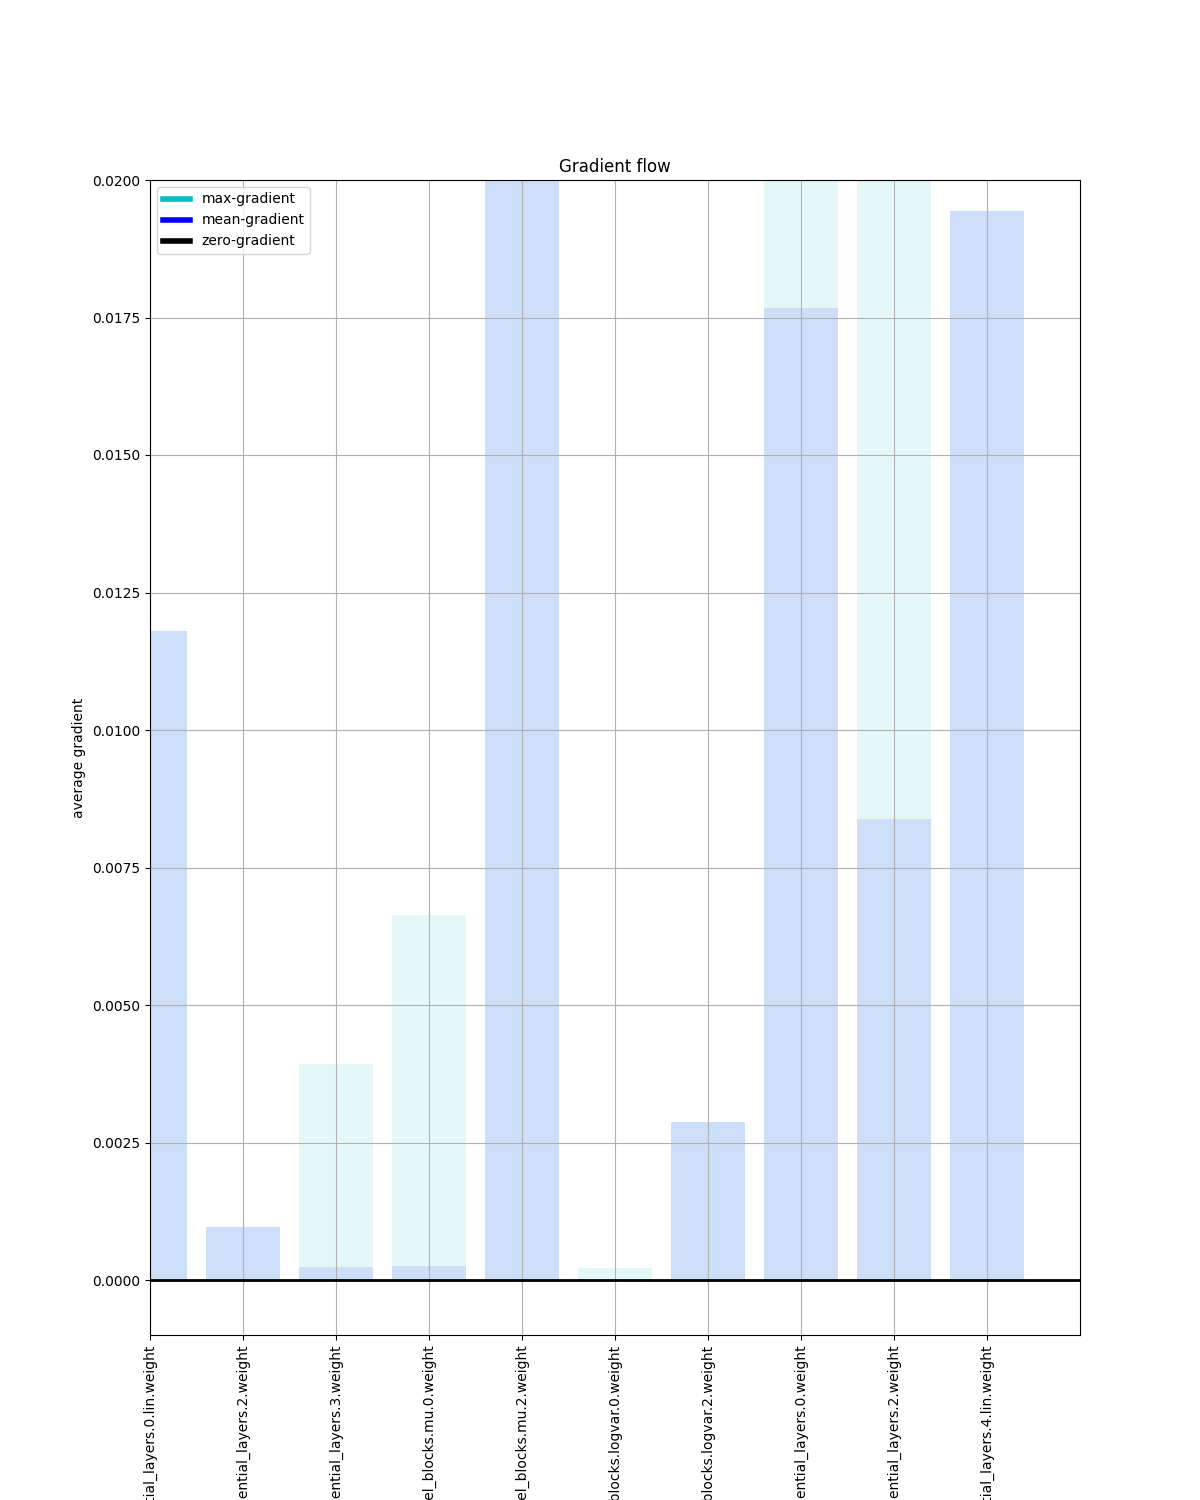 Gradient flow
max-gradient
mean-gradient
zero-gradient
0.0200
0.0175
0.0150
0.0125
0.0100
0.0075
0.0050
0.0025
0.0000
average gradient
tial_layers.0.lin.weight
ential_layers.2.weight
ential_layers.3.weight
el_blocks.mu.0.weight
el_blocks.mu.2.weight
blocks.logvar.0.weight
blocks.logvar.2.weight
ential_layers.0.weight
ential_layers.2.weight
tial_layers.4.lin.weight